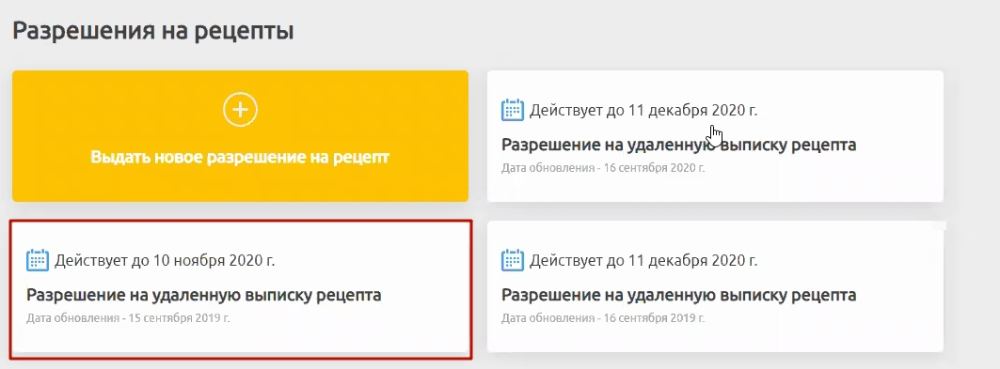 Разрешения на рецепты
Выдать новое разрешение на рецепт
Действует до 11 декабря 2020 г.
Разрешение на удаленную выписку рецепта
Дата обновления - 16 сентября 2020 г.
Действует до 10 ноября 2020 г.
Разрешение на удаленную выписку рецепта
Дата обновления - 15 сентября 2019 г.
Действует до 11 декабря 2020 г.
Разрешение на удаленную выписку рецепта
Дата обновления - 16 сентября 2019 г.